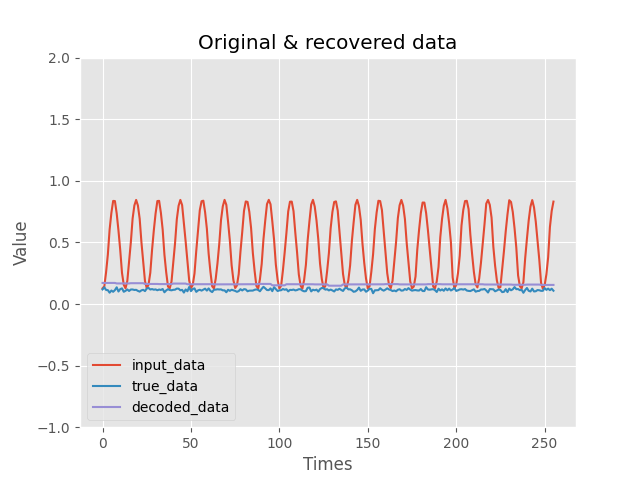 Original & recovered data
2.0
1.5
1.0
0.5
0.0
−0.5
−1.0
Value
input_data
true_data
decoded_data
0 50 100 150 200 250
Times